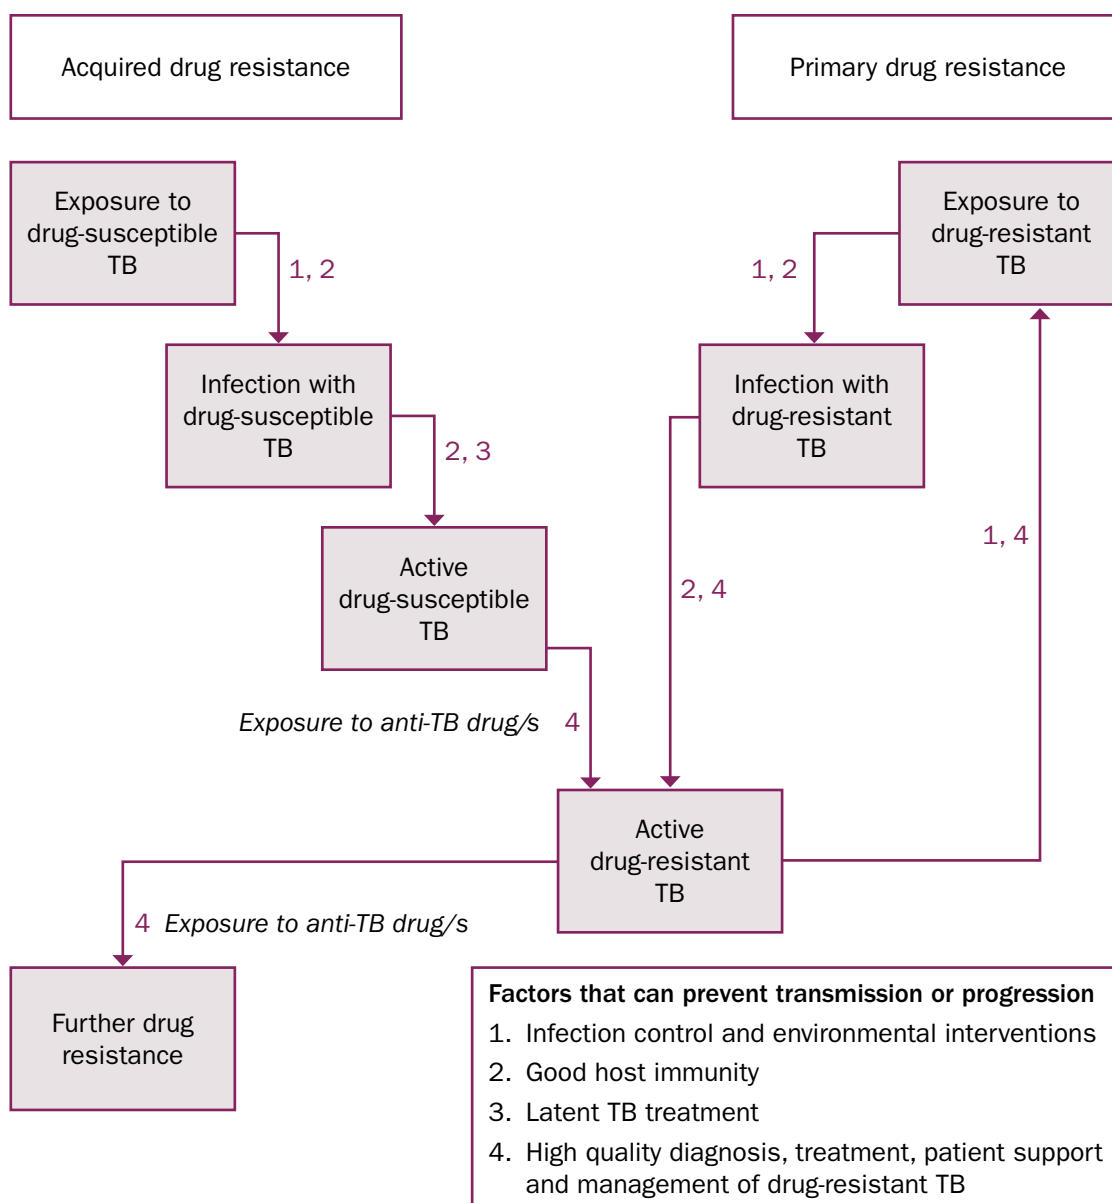 Acquired drug resistance
Primary drug resistance
Exposure to
drug-susceptible
TB
Exposure to
drug-resistant
TB
1, 2
1, 2
Infection with
drug-susceptible
TB
Infection with
drug-resistant
TB
2, 3
Active
drug-susceptible
TB
2, 4
1, 4
Exposure to anti-TB drug/s 4
Active
drug-resistant
TB
4 Exposure to anti-TB drug/s
Further drug
resistance
Factors that can prevent transmission or progression
1. Infection control and environmental interventions
2. Good host immunity
3. Latent TB treatment
4. High quality diagnosis, treatment, patient support
and management of drug-resistant TB